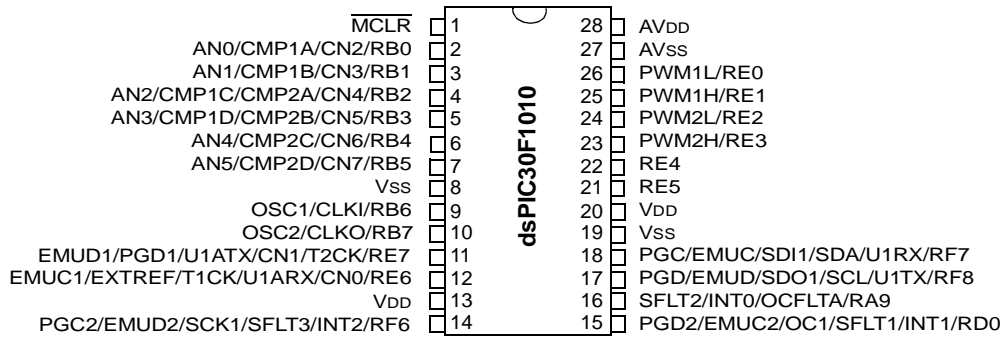 MCLR 1 28 AVDD
AN0/CMP1A/CN2/RB0 2 27 AVSS
AN1/CMP1B/CN3/RB1 3 26 PWM1L/RE0
AN2/CMP1C/CMP2A/CN4/RB2 4 25 PWM1H/RE1
AN3/CMP1D/CMP2B/CN5/RB3 5 24 PWM2L/RE2
AN4/CMP2C/CN6/RB4 6 23 PWM2H/RE3
AN5/CMP2D/CN7/RB5 7 22 RE4
VSS 8 21 RE5
OSC1/CLKI/RB6 9 20 VDD
OSC2/CLKO/RB7 10 19 VSS
EMUD1/PGD1/U1ATX/CN1/T2CK/RE7 11 18 PGC/EMUC/SDI1/SDA/U1RX/RF7
EMUC1/EXTREF/T1CK/U1ARX/CN0/RE6 12 17 PGD/EMUD/SDO1/SCL/U1TX/RF8
VDD 13 16 SFLT2/INT0/OCFLTA/RA9
PGC2/EMUD2/SCK1/SFLT3/INT2/RF6 14 15 PGD2/EMUC2/OC1/SFLT1/INT1/RD0
dsPIC30F1010